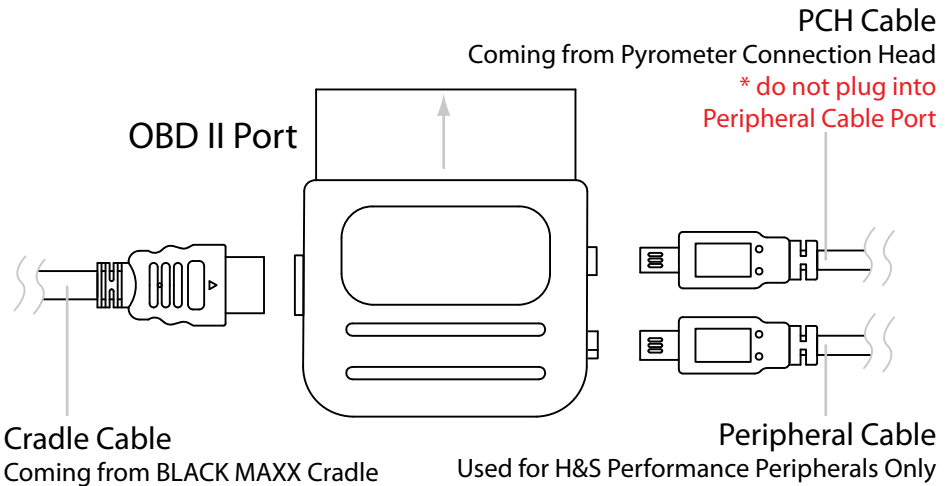 PCH Cable
Coming from Pyrometer Connection Head
* do not plug into
Peripheral Cable Port
OBD II Port
Cradle Cable
Coming from BLACK MAXX Cradle
Peripheral Cable
Used for H&S Performance Peripherals Only